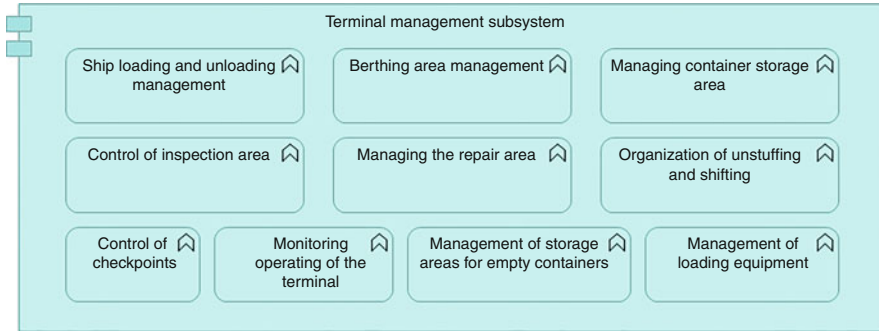 Terminal management subsystem
Ship loading and unloading
management
Berthing area management
Managing container storage
area
Control of inspection area
Managing the repair area
Organization of unstuffing
and shifting
Control of
checkpoints
Monitoring
operating of the
terminal
Management of storage
areas for empty containers
Management of
loading equipment